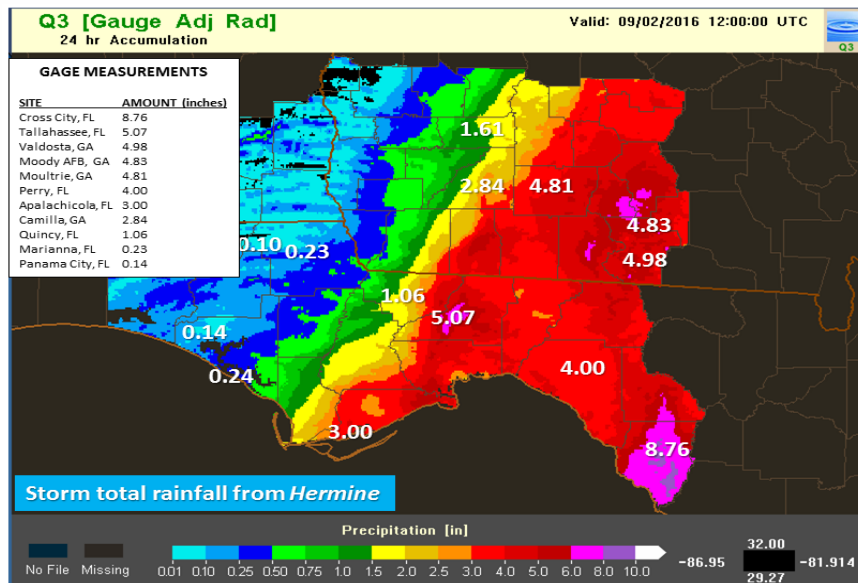 Q3 [Gauge Adj Rad]
Valid: 09/02/2016 12:00:00 UTC
24 hr Accumulation
Q3
GAGE MEASUREMENTS
SITE AMOUNT (inches)
Cross City, FL 8.76
Tallahassee, FL 5.07
Valdosta, GA 4.98
Moody AFB, GA 4.83
Moultrie, GA 4.81
Perry, FL 4.00
Apalachicola, FL 3.00
Camilla, GA 2.84
Quincy, FL 1.06
Marianna, FL 0.23
Panama City, FL 0.14
1.61
2.84
4.81
4.83
0.10
0.23
4.98
1.06
5.07
0.14
0.24
4.00
3.00
8.76
Storm total rainfall from Hermine
Precipitation [in]
No File
Missing
0.01 0.10 0.25 0.50 0.75 1.0 1.5 2.0 2.5 3.0 4.0 5.0 6.0 8.0 10.0
32.00
-86.95
-81.914
29.27